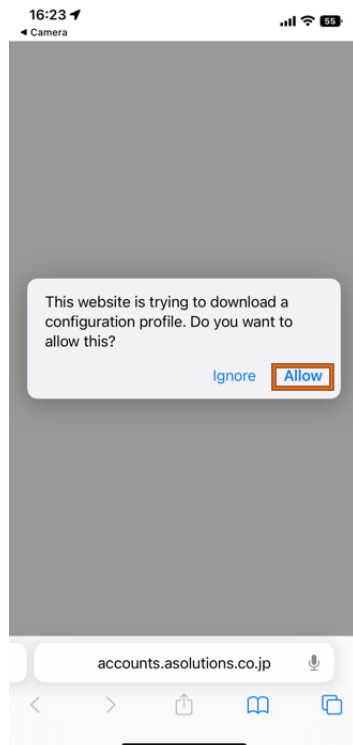 16:23
55
◀ Camera
This website is trying to download a
configuration profile. Do you want to
allow this?
Ignore Allow
accounts.asolutions.co.jp